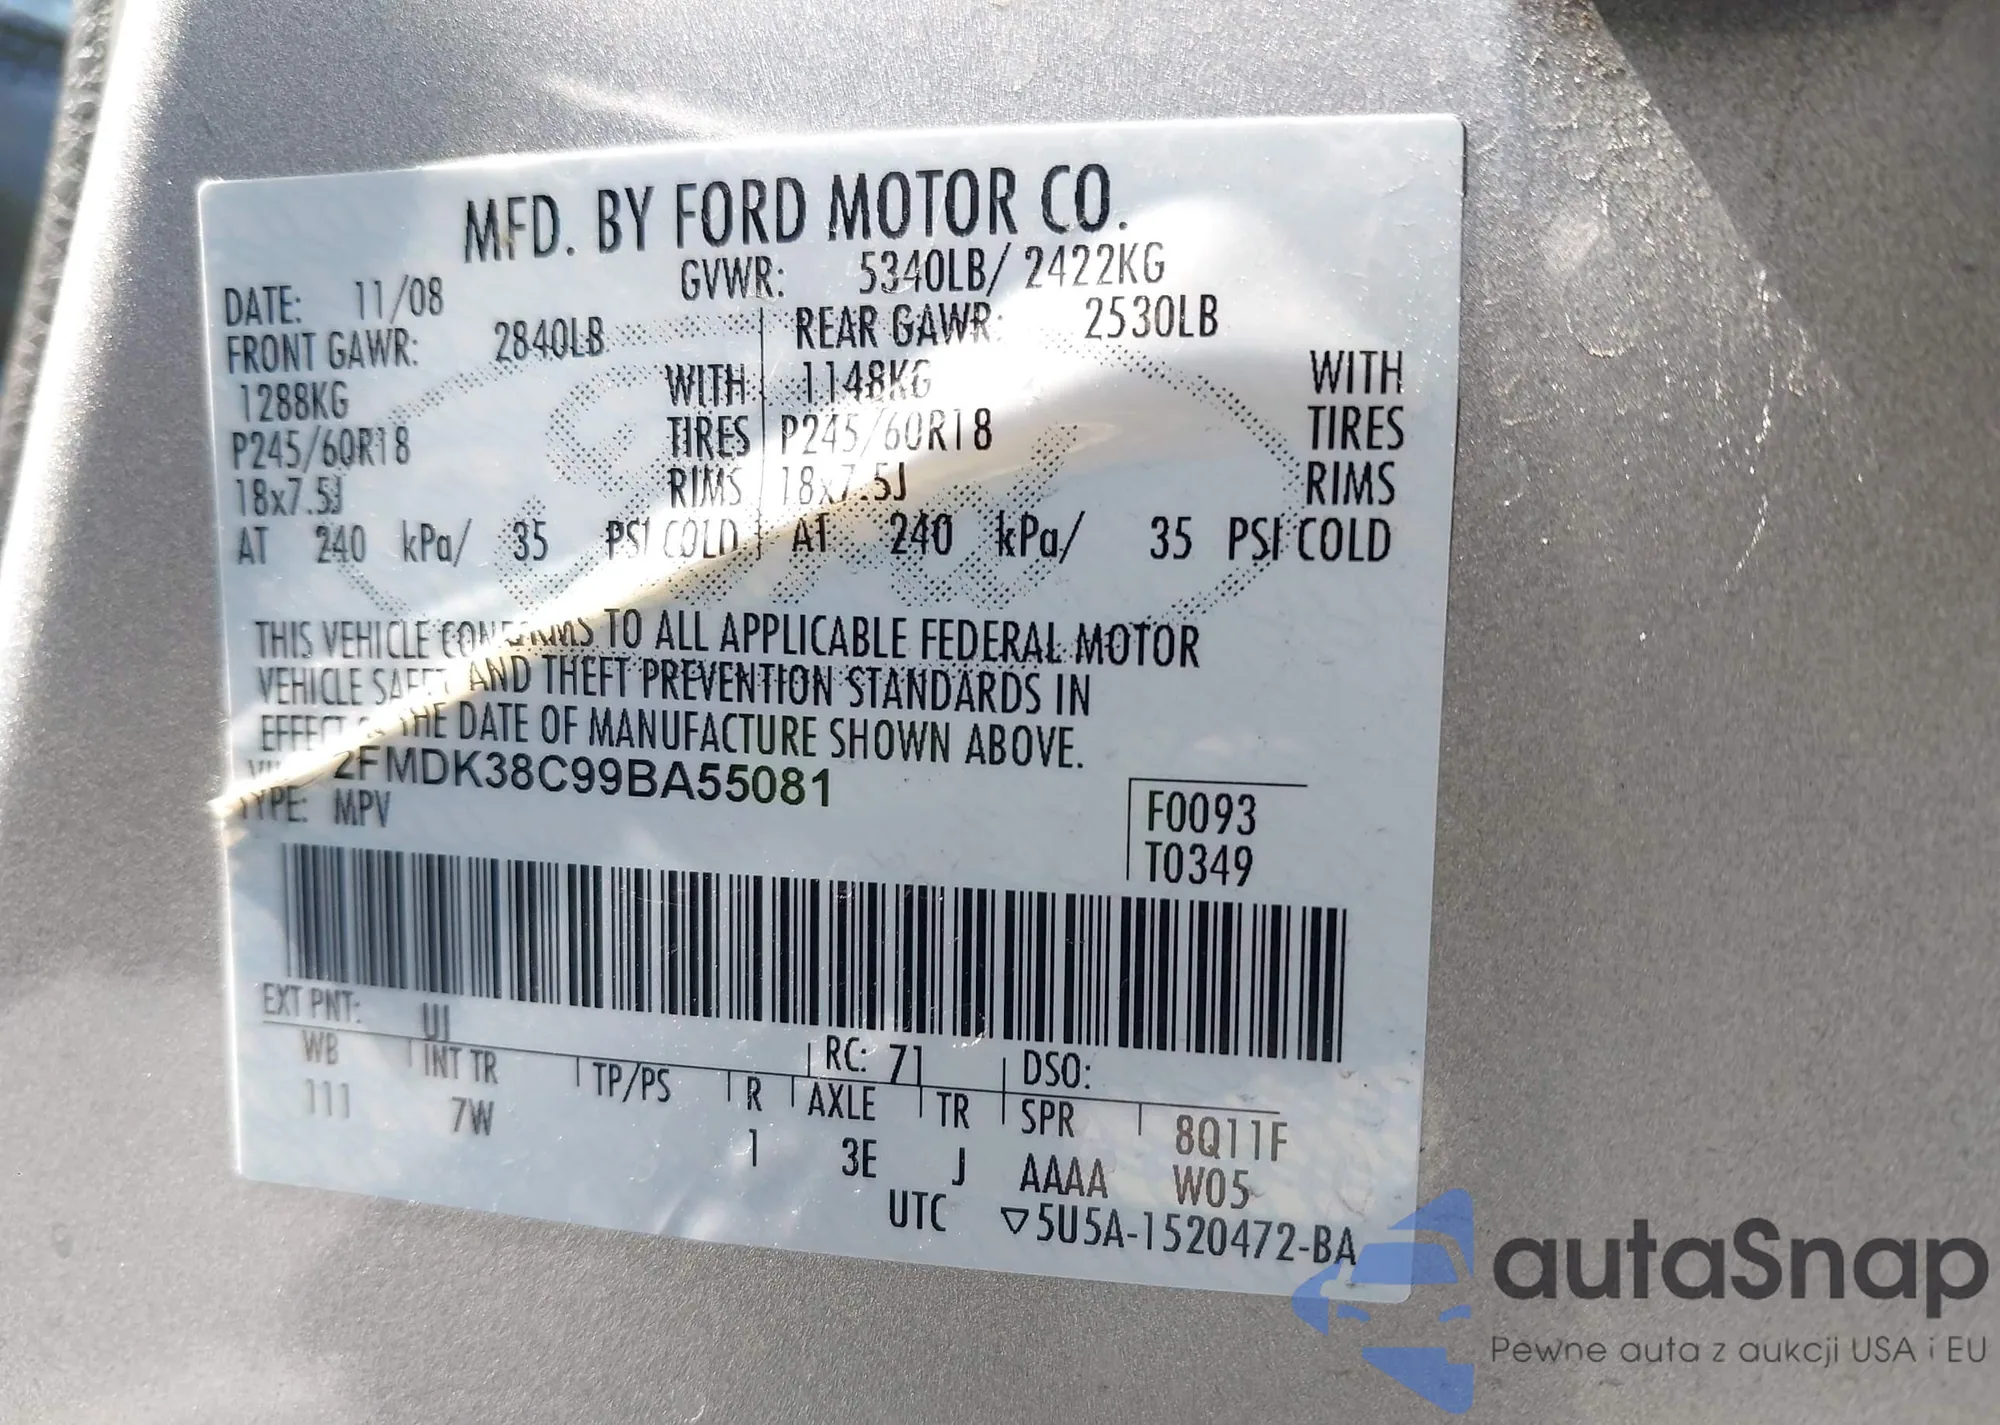 MFD. BY FORD MOTOR CO.
DATE: 11/08 GVWR: 5340LB/ 2422KG
FRONT GAWR: 2840LB REAR GAWR: 2530LB
1288KG WITH 1148KG WITH
P245/60R18 TIRES P245/60R18 TIRES
18x7.5J RIMS 18x7.5J RIMS
AT 240 kPa/ 35 PSI COLD AT 240 kPa/ 35 PSI COLD
THIS VEHICLE CONFORMS TO ALL APPLICABLE FEDERAL MOTOR
VEHICLE SAFETY AND THEFT PREVENTION STANDARDS IN
EFFECT THE DATE OF MANUFACTURE SHOWN ABOVE.
2FMDK38C99BA55081
TYPE: MPV
F0093
T0349
EXT PNT: UJ RC: 71 DSO:
WB INT TR TP/PS R AXLE TR SPR 8Q11F
111 7W 1 3E J AAAA W05
UTC ▽5U5A-1520472-BA
autaSnap
Pewne auta z aukcji USA i EU